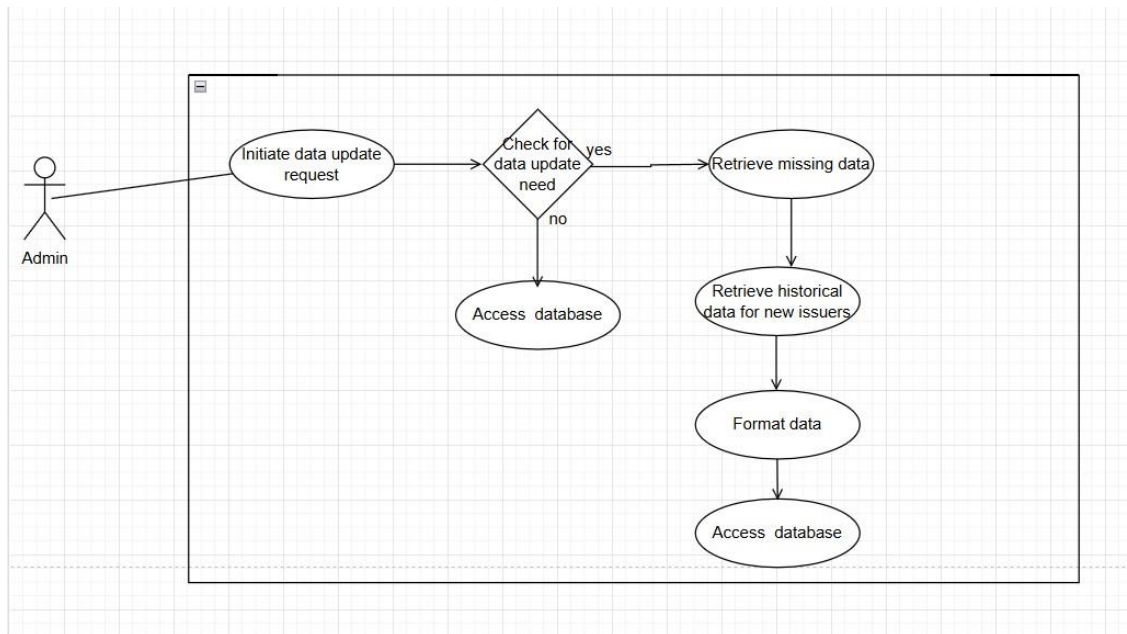 Admin
Initiate data update
request
Check for
data update
need
yes
no
Access database
Retrieve missing data
Retrieve historical
data for new issuers
Format data
Access database